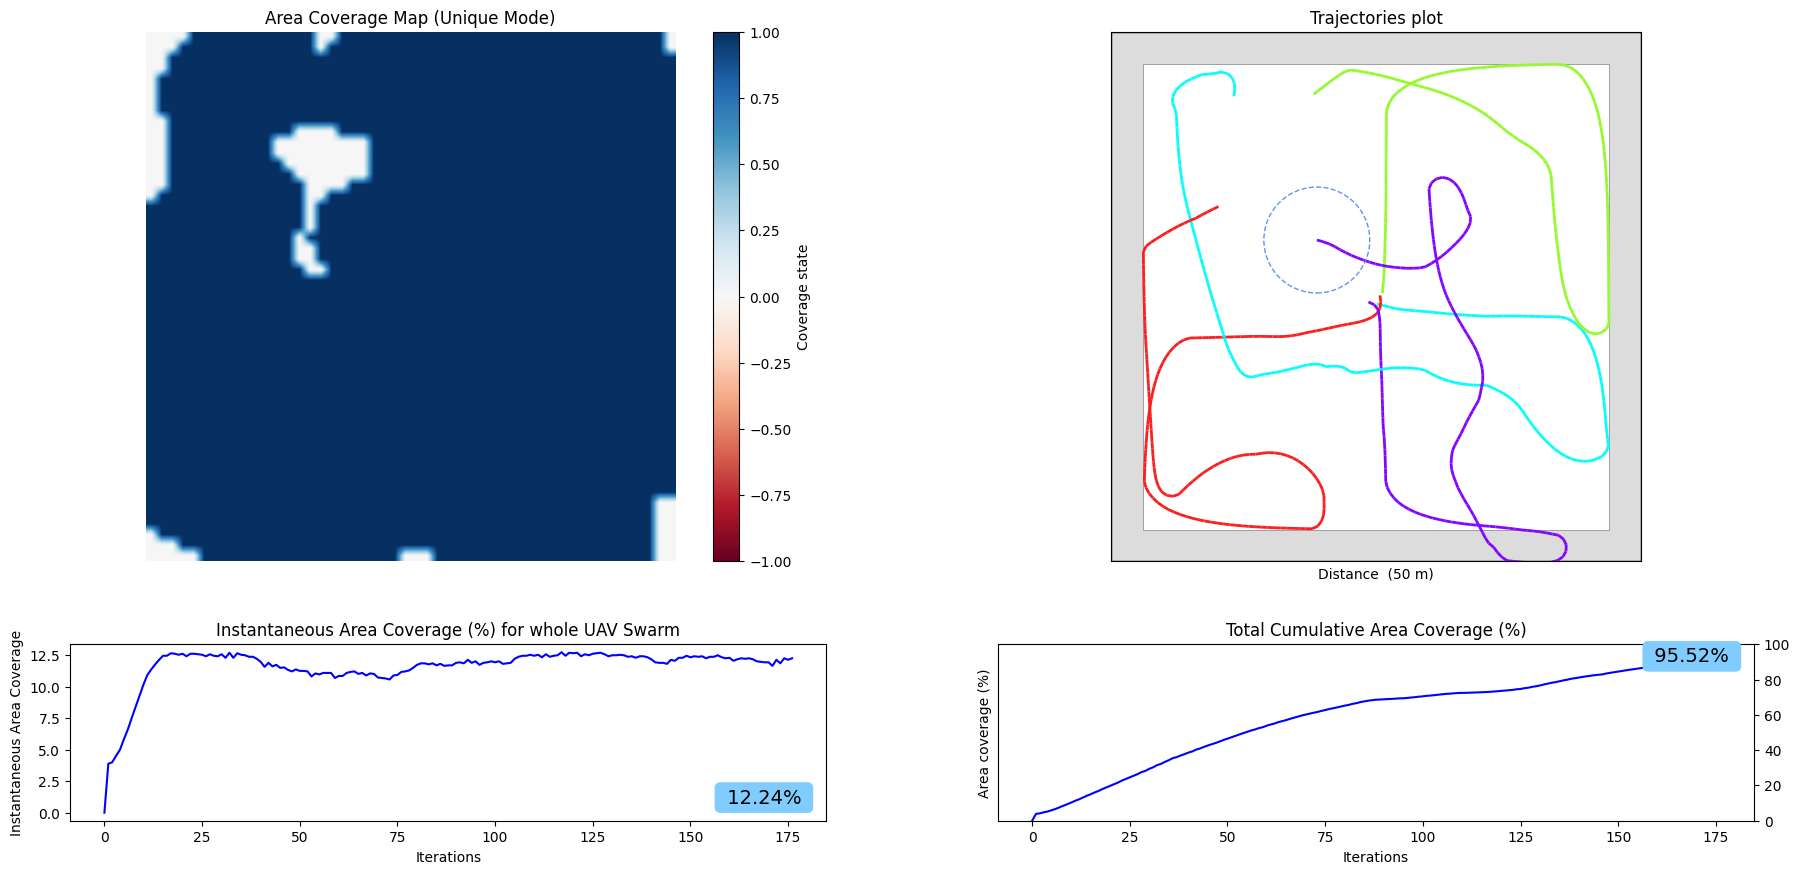 Area Coverage Map (Unique Mode)
1.00
0.75
0.50
0.25
0.00
−0.25
−0.50
−0.75
−1.00
Coverage state
Trajectories plot
Distance  (50 m)
Instantaneous Area Coverage (%) for whole UAV Swarm
Instantaneous Area Coverage
12.5
10.0
7.5
5.0
2.5
0.0
12.24%
0 25 50 75 100 125 150 175
Iterations
Total Cumulative Area Coverage (%)
Area coverage (%)
95.52%
100
80
60
40
20
0
0 25 50 75 100 125 150 175
Iterations